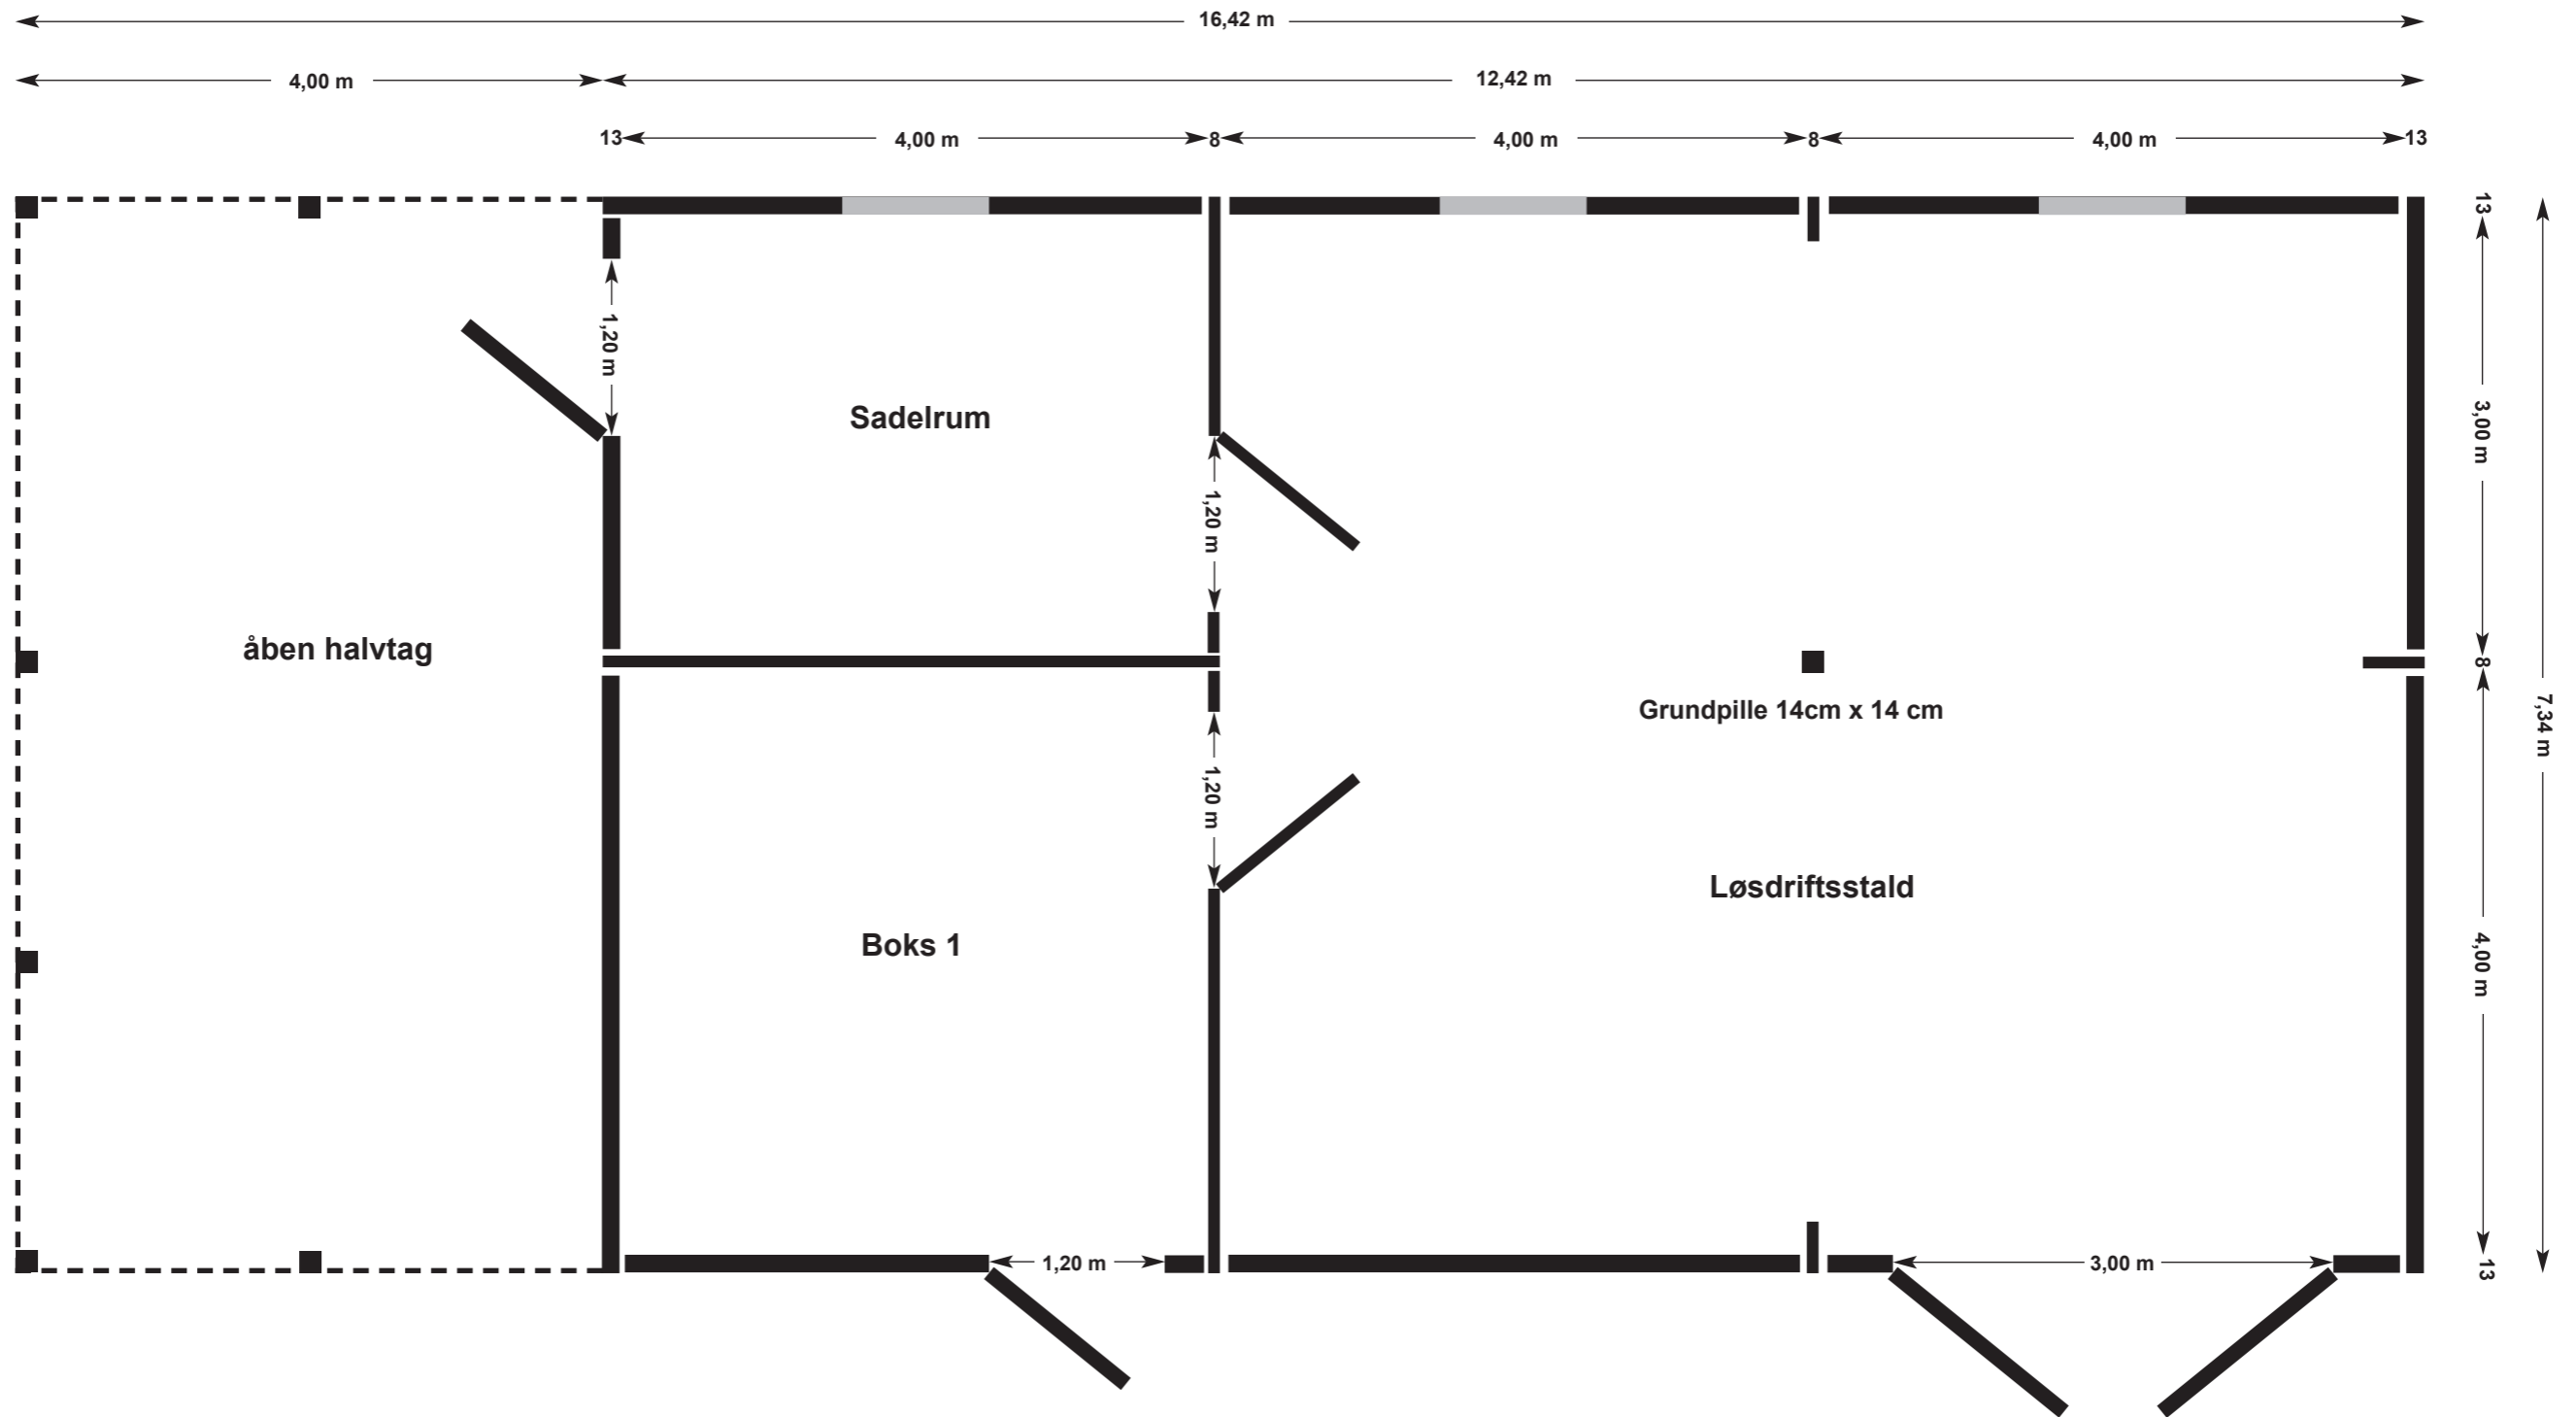 16,42 m
4,00 m
12,42 m
13
4,00 m
8
4,00 m
8
4,00 m
13
13
1,20 m
Sadelrum
3,00 m
1,20 m
åben halvtag
8
Grundpille 14cm x 14 cm
7,34 m
1,20 m
Løsdriftsstald
Boks 1
4,00 m
1,20 m
3,00 m
13